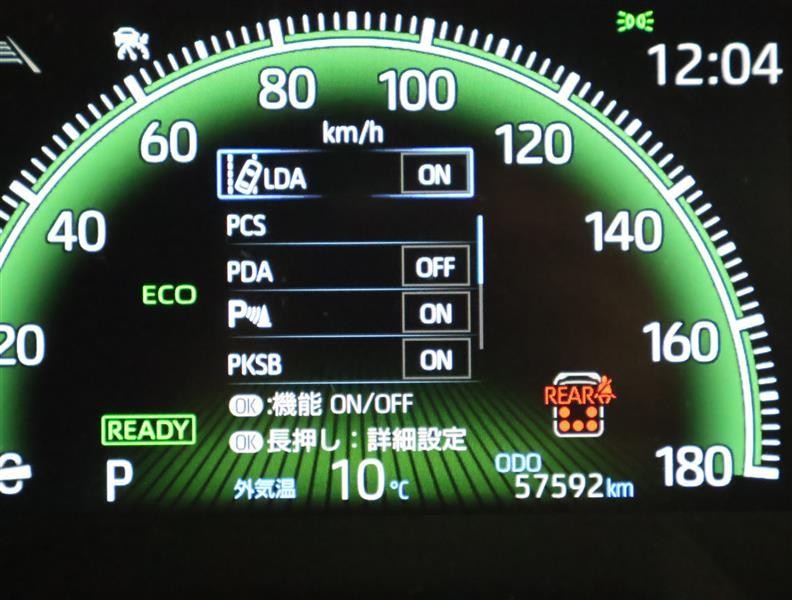 12:04
80 100
km/h
60 120
LDA ON
40 PCS 140
PDA OFF
ECO
P ON
20 160
PKSB ON
REAR
OK :機能 ON/OFF
READY
OK 長押し：詳細設定
P 外気温 10℃ ODO 180
57592km